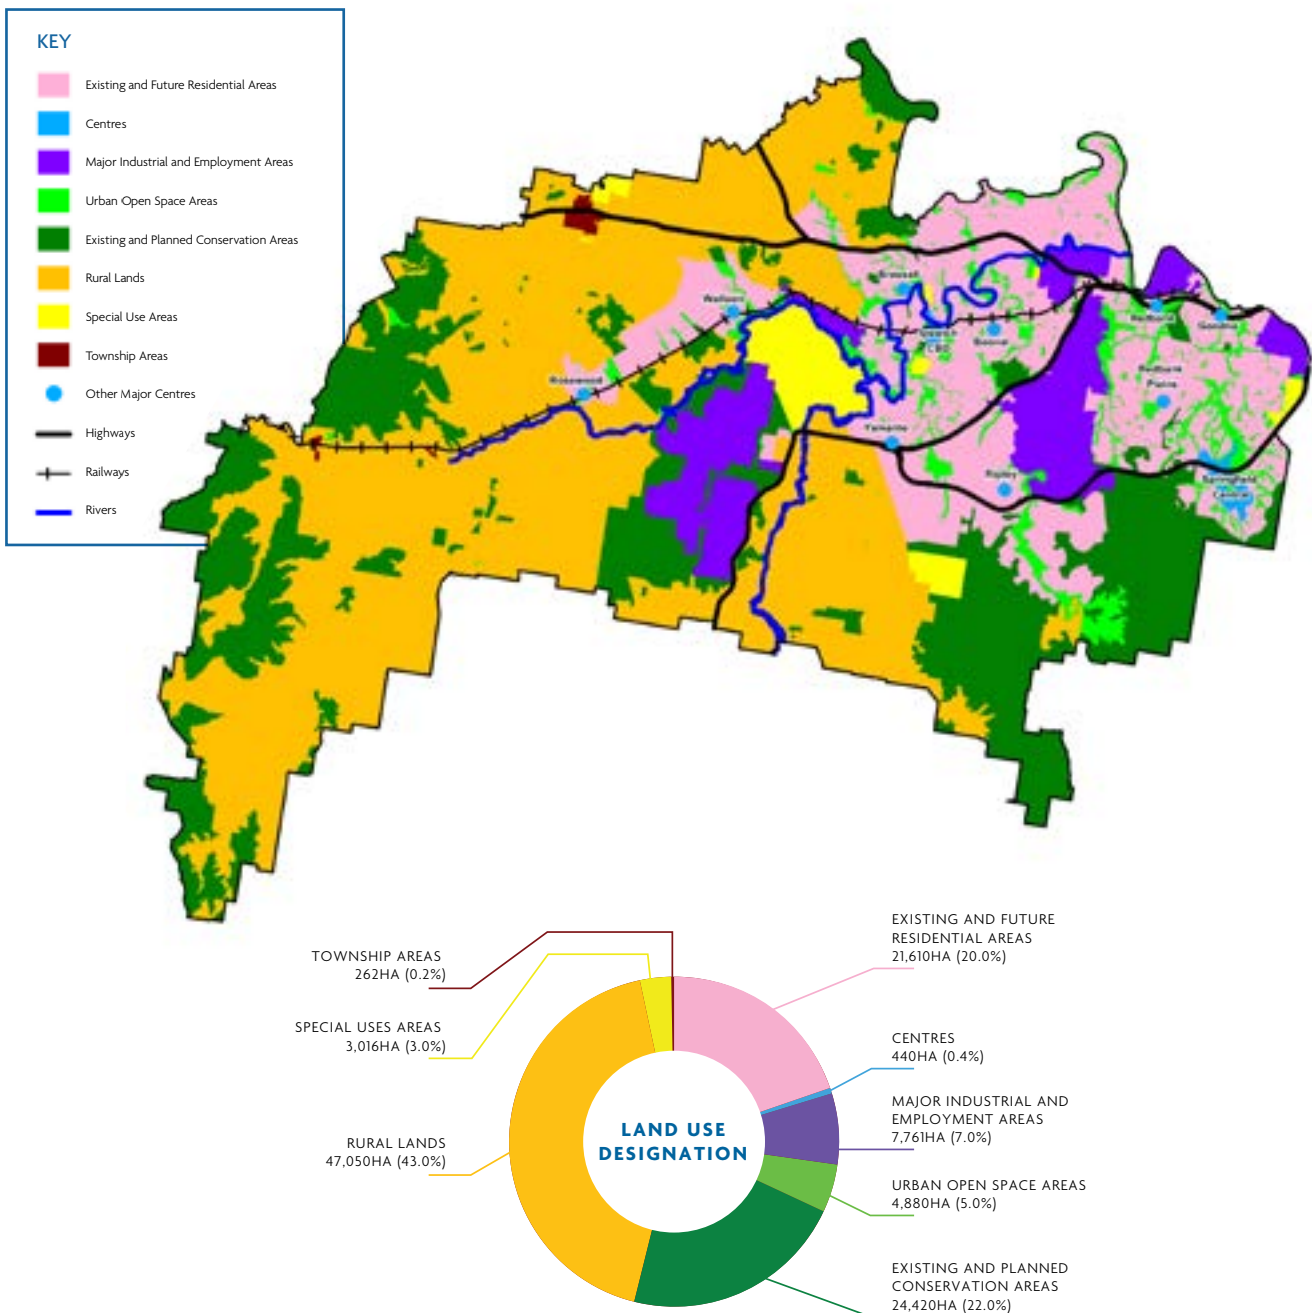 KEY
Existing and Future Residential Areas
Centres
Major Industrial and Employment Areas
Urban Open Space Areas
Existing and Planned Conservation Areas
Rural Lands
Special Use Areas
Township Areas
Other Major Centres
Highways
Railways
Rivers
Walloon
Rosewood
Brassall
Ipswich
CBD
Booval
Redbank
Goodna
Redbank
Plains
Yamanto
Ripley
Springfield
Central
EXISTING AND FUTURE
RESIDENTIAL AREAS
21,610HA (20.0%)
CENTRES
440HA (0.4%)
MAJOR INDUSTRIAL AND
EMPLOYMENT AREAS
7,761HA (7.0%)
URBAN OPEN SPACE AREAS
4,880HA (5.0%)
EXISTING AND PLANNED
CONSERVATION AREAS
24,420HA (22.0%)
TOWNSHIP AREAS
262HA (0.2%)
SPECIAL USES AREAS
3,016HA (3.0%)
RURAL LANDS
47,050HA (43.0%)
LAND USE
DESIGNATION